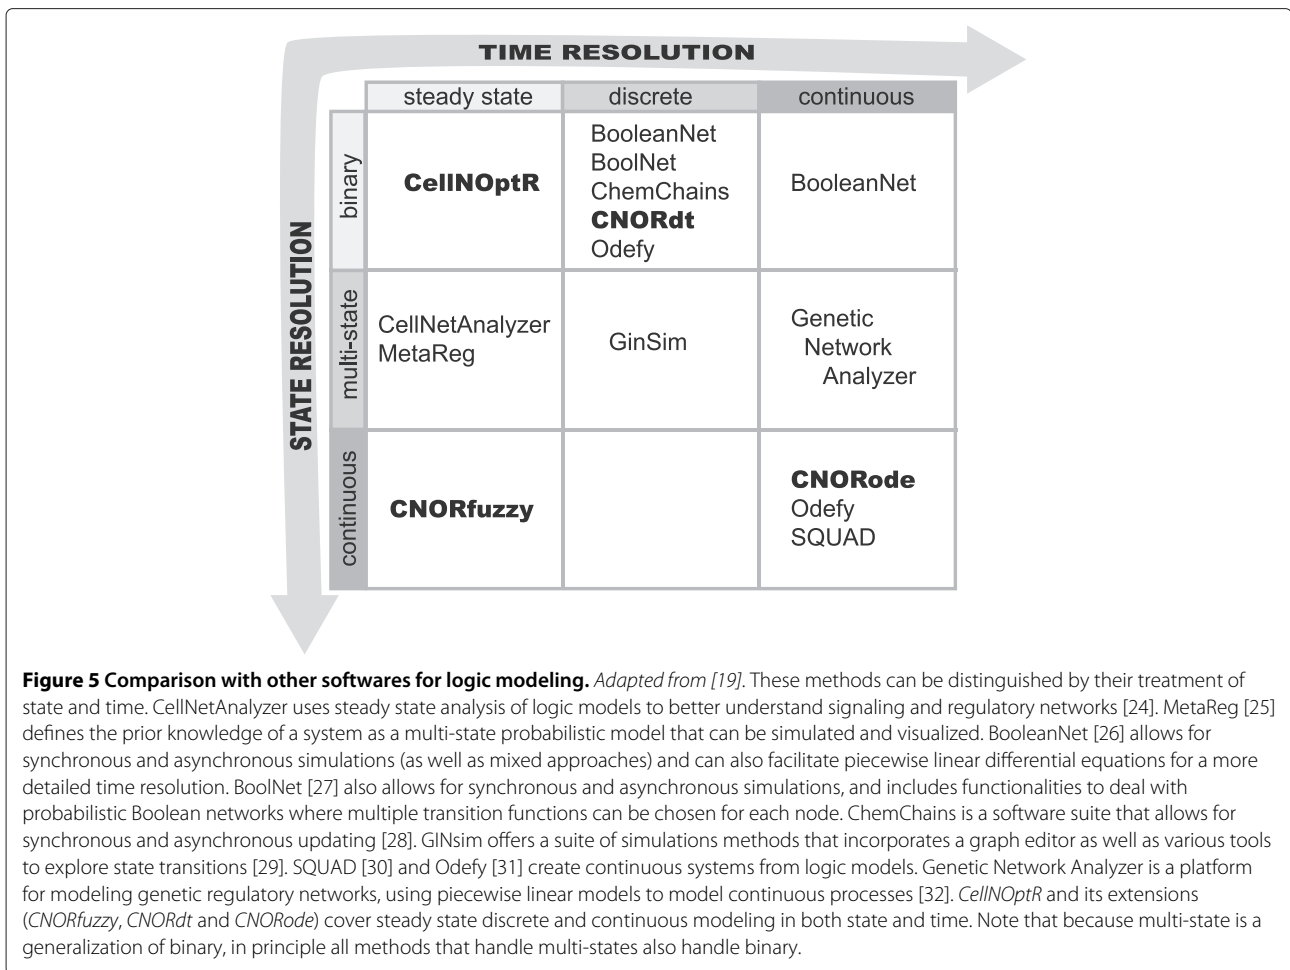 TIME RESOLUTION
steady state
discrete
continuous
STATE RESOLUTION
binary
CellNOptR
BooleanNet
BoolNet
ChemChains
CNORdt
Odefy
BooleanNet
multi-state
CellNetAnalyzer
MetaReg
GinSim
Genetic
Network
Analyzer
continuous
CNORfuzzy
CNORode
Odefy
SQUAD
Figure 5 Comparison with other softwares for logic modeling. Adapted from [19]. These methods can be distinguished by their treatment of
state and time. CellNetAnalyzer uses steady state analysis of logic models to better understand signaling and regulatory networks [24]. MetaReg [25]
defines the prior knowledge of a system as a multi-state probabilistic model that can be simulated and visualized. BooleanNet [26] allows for
synchronous and asynchronous simulations (as well as mixed approaches) and can also facilitate piecewise linear differential equations for a more
detailed time resolution. BoolNet [27] also allows for synchronous and asynchronous simulations, and includes functionalities to deal with
probabilistic Boolean networks where multiple transition functions can be chosen for each node. ChemChains is a software suite that allows for
synchronous and asynchronous updating [28]. GINsim offers a suite of simulations methods that incorporates a graph editor as well as various tools
to explore state transitions [29]. SQUAD [30] and Odefy [31] create continuous systems from logic models. Genetic Network Analyzer is a platform
for modeling genetic regulatory networks, using piecewise linear models to model continuous processes [32]. CellNOptR and its extensions
(CNORfuzzy, CNORdt and CNORode) cover steady state discrete and continuous modeling in both state and time. Note that because multi-state is a
generalization of binary, in principle all methods that handle multi-states also handle binary.